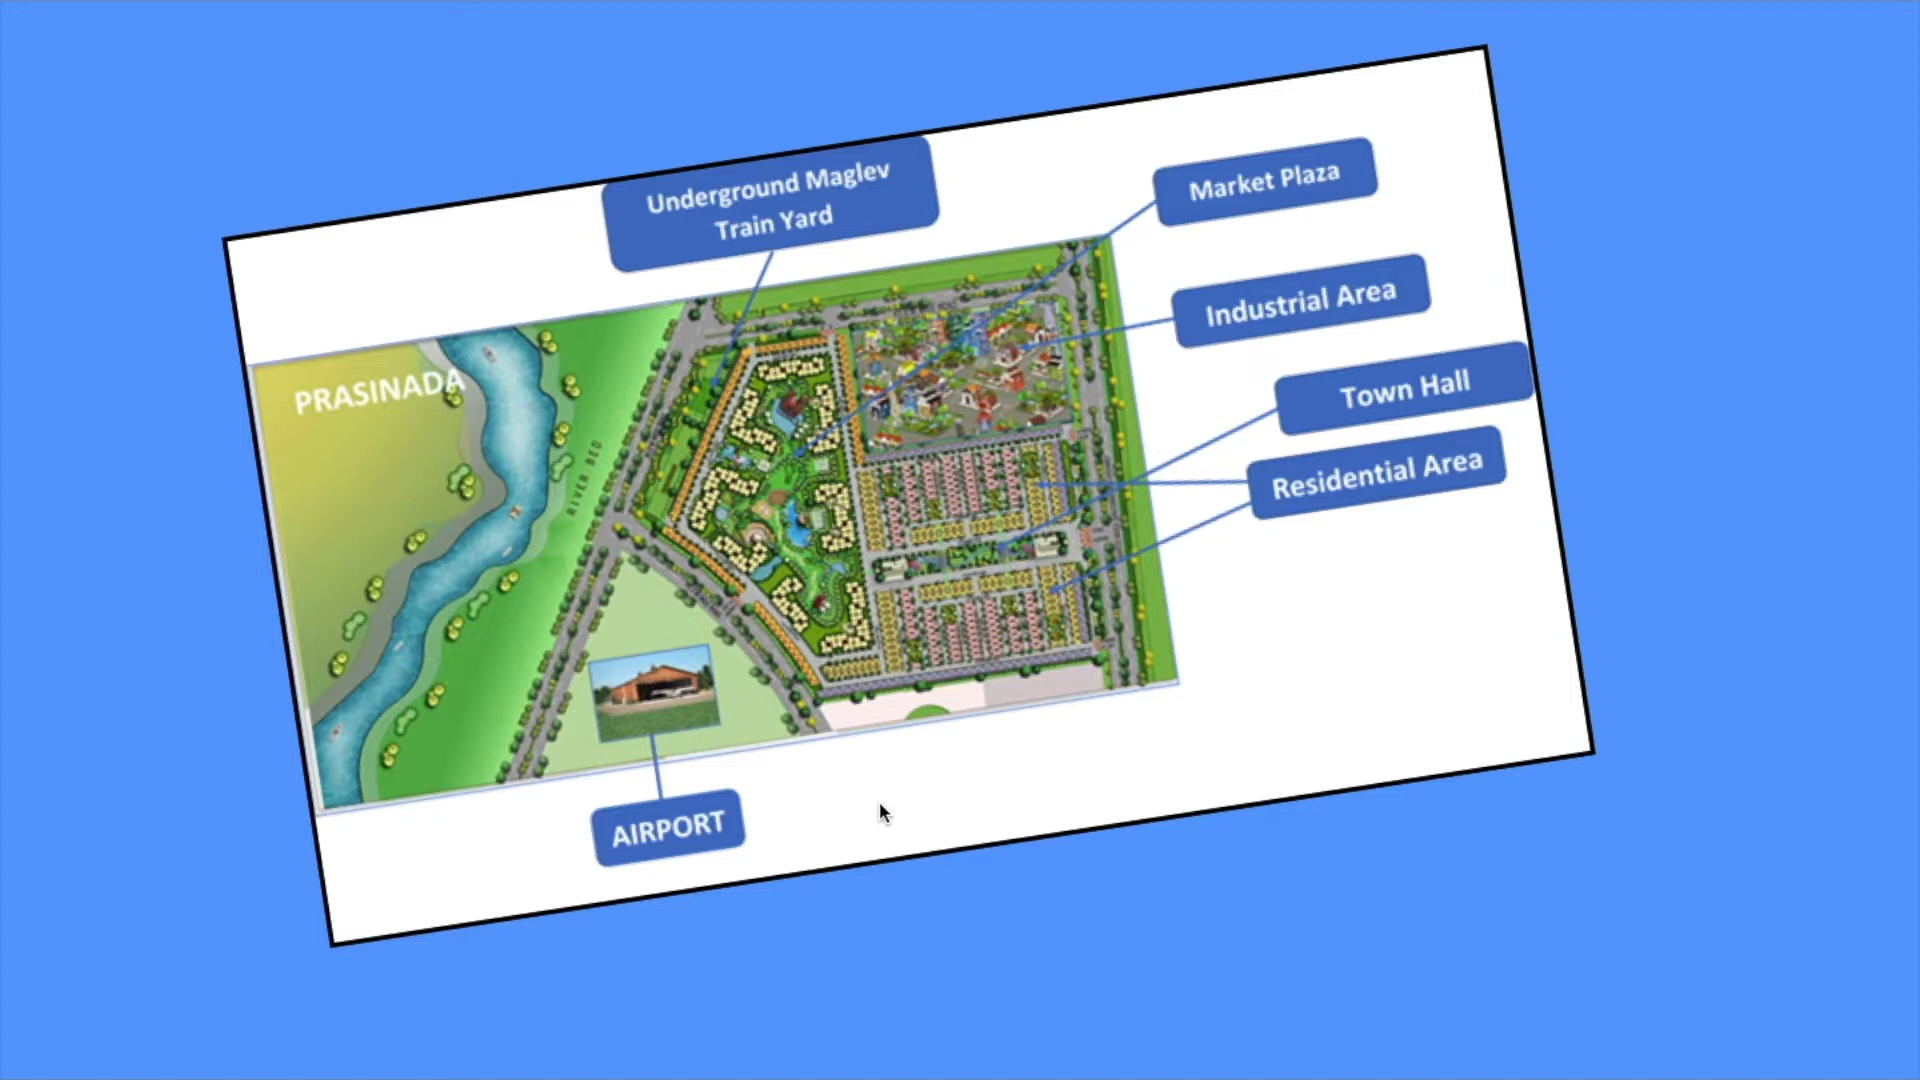 Underground Maglev
Train Yard
Market Plaza
Industrial Area
Town Hall
Residential Area
PRASINADA
RIVER BED
AIRPORT